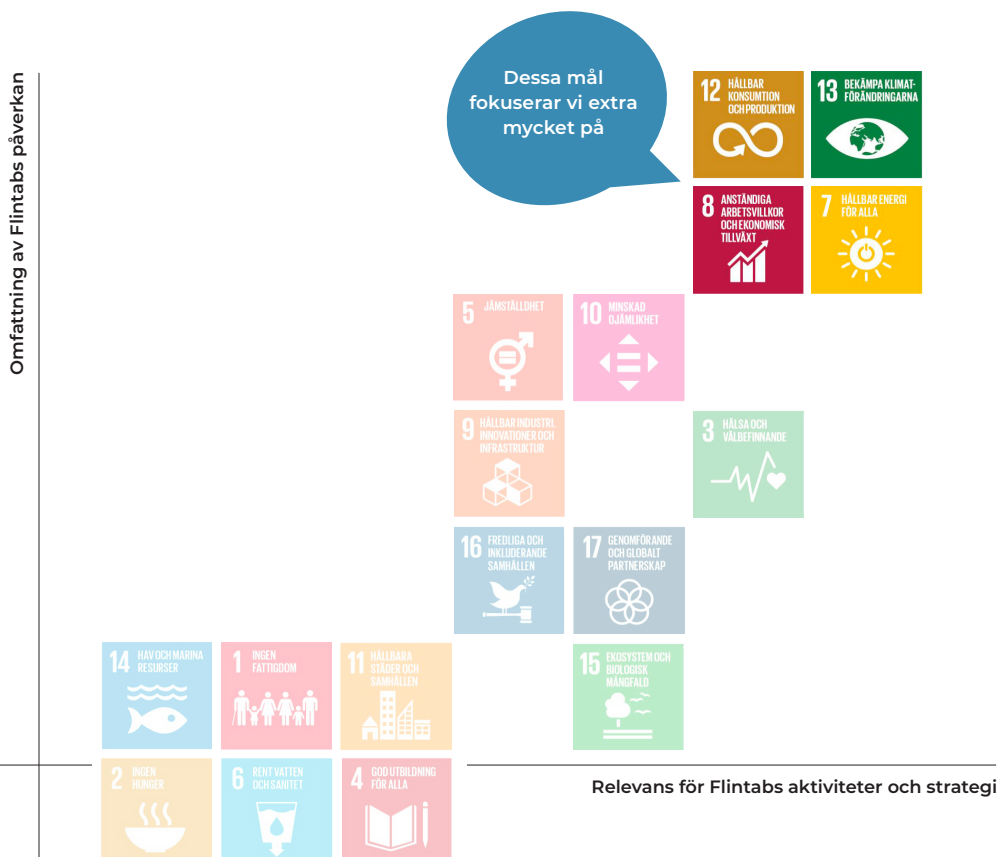 Omfattning av Flintabs påverkan
Dessa mål
fokuserar vi extra
mycket på
12 HÅLLBAR
KONSUMTION
OCH PRODUKTION
13 BEKÄMPA KLIMAT-
FÖRÄNDRINGARNA
8 ANSTÄNDIGA
ARBETSVILLKOR
OCH EKONOMISK
TILLVÄXT
7 HÅLLBAR ENERGI
FÖR ALLA
5 JÄMSTÄLLDHET
10 MINSKAD
OJÄMLIKHET
9 HÅLLBAR INDUSTRI,
INNOVATIONER OCH
INFRASTRUKTUR
3 HÄLSA OCH
VÄLBEFINNANDE
16 FREDLIGA OCH
INKLUDERANDE
SAMHÄLLEN
17 GENOMFÖRANDE
OCH GLOBALT
PARTNERSKAP
14 HAV OCH MARINA
RESURSER
1 INGEN
FATTIGDOM
11 HÅLLBARA
STÄDER OCH
SAMHÄLLEN
15 EKOSYSTEM OCH
BIOLOGISK
MÅNGFALD
2 INGEN
HUNGER
6 RENT VATTEN
OCH SANITET
4 GOD UTBILDNING
FÖR ALLA
Relevans för Flintabs aktiviteter och strategi